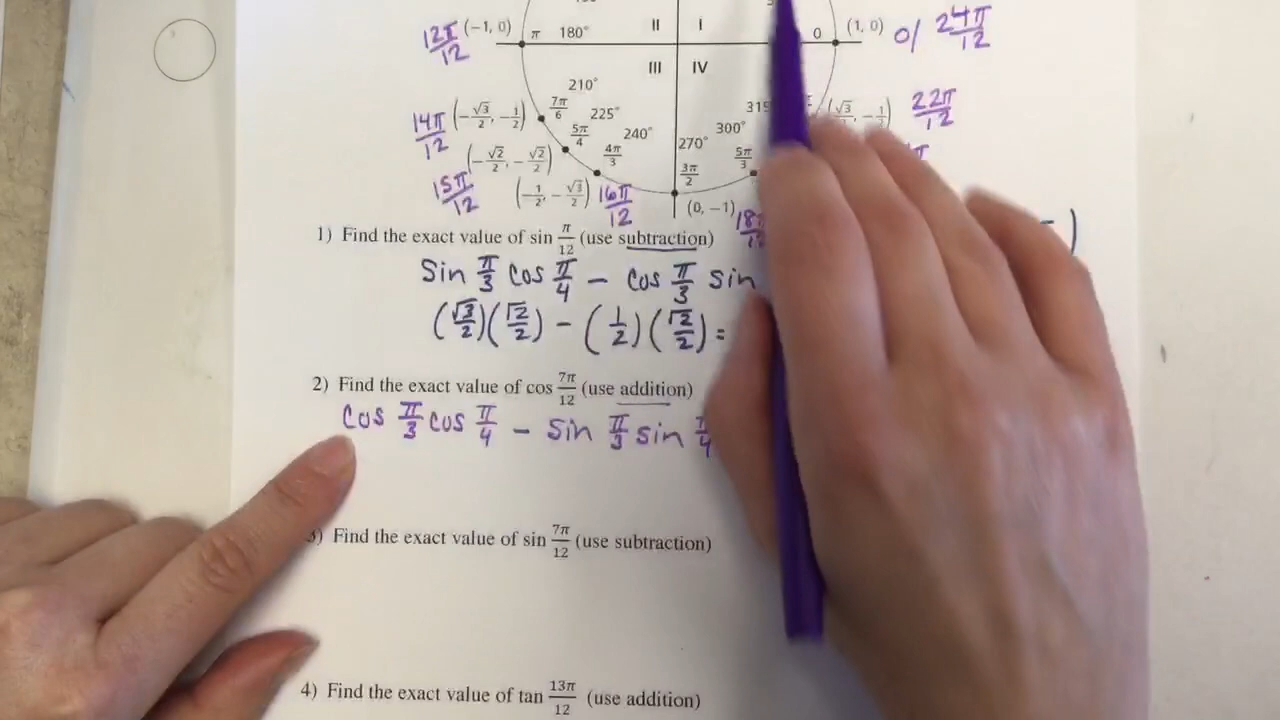 12π/12 (-1, 0) π 180° II I 0 (1, 0) 0/ 24π/12
III IV
210° 315°
14π/12 (-√3/2, -1/2) 7π/6 225° 300° (√3/2, -1/2) 22π/12
(-√2/2, -√2/2) 5π/4 240° 270° 5π/3
15π/12 (-1/2, -√3/2) 4π/3 16π/12 3π/2 (0, -1)
1) Find the exact value of sin π/12 (use subtraction)
sin π/3 cos π/4 - cos π/3 sin
(√3/2)(√2/2) - (1/2)(√2/2) =
2) Find the exact value of cos 7π/12 (use addition)
cos π/3 cos π/4 - sin π/3 sin π/4
3) Find the exact value of sin 7π/12 (use subtraction)
4) Find the exact value of tan 13π/12 (use addition)